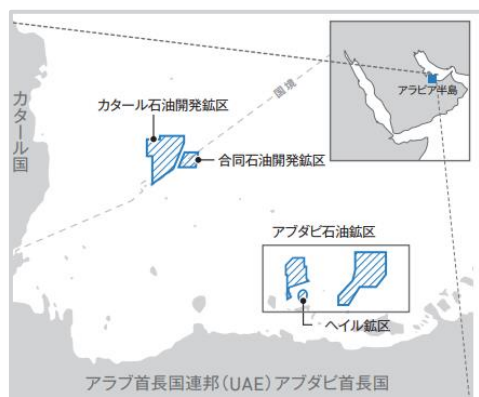 カタール国
カタール石油開発鉱区
国境
合同石油開発鉱区
アラビア半島
アブダビ石油鉱区
ヘイル鉱区
アラブ首長国連邦(UAE)アブダビ首長国